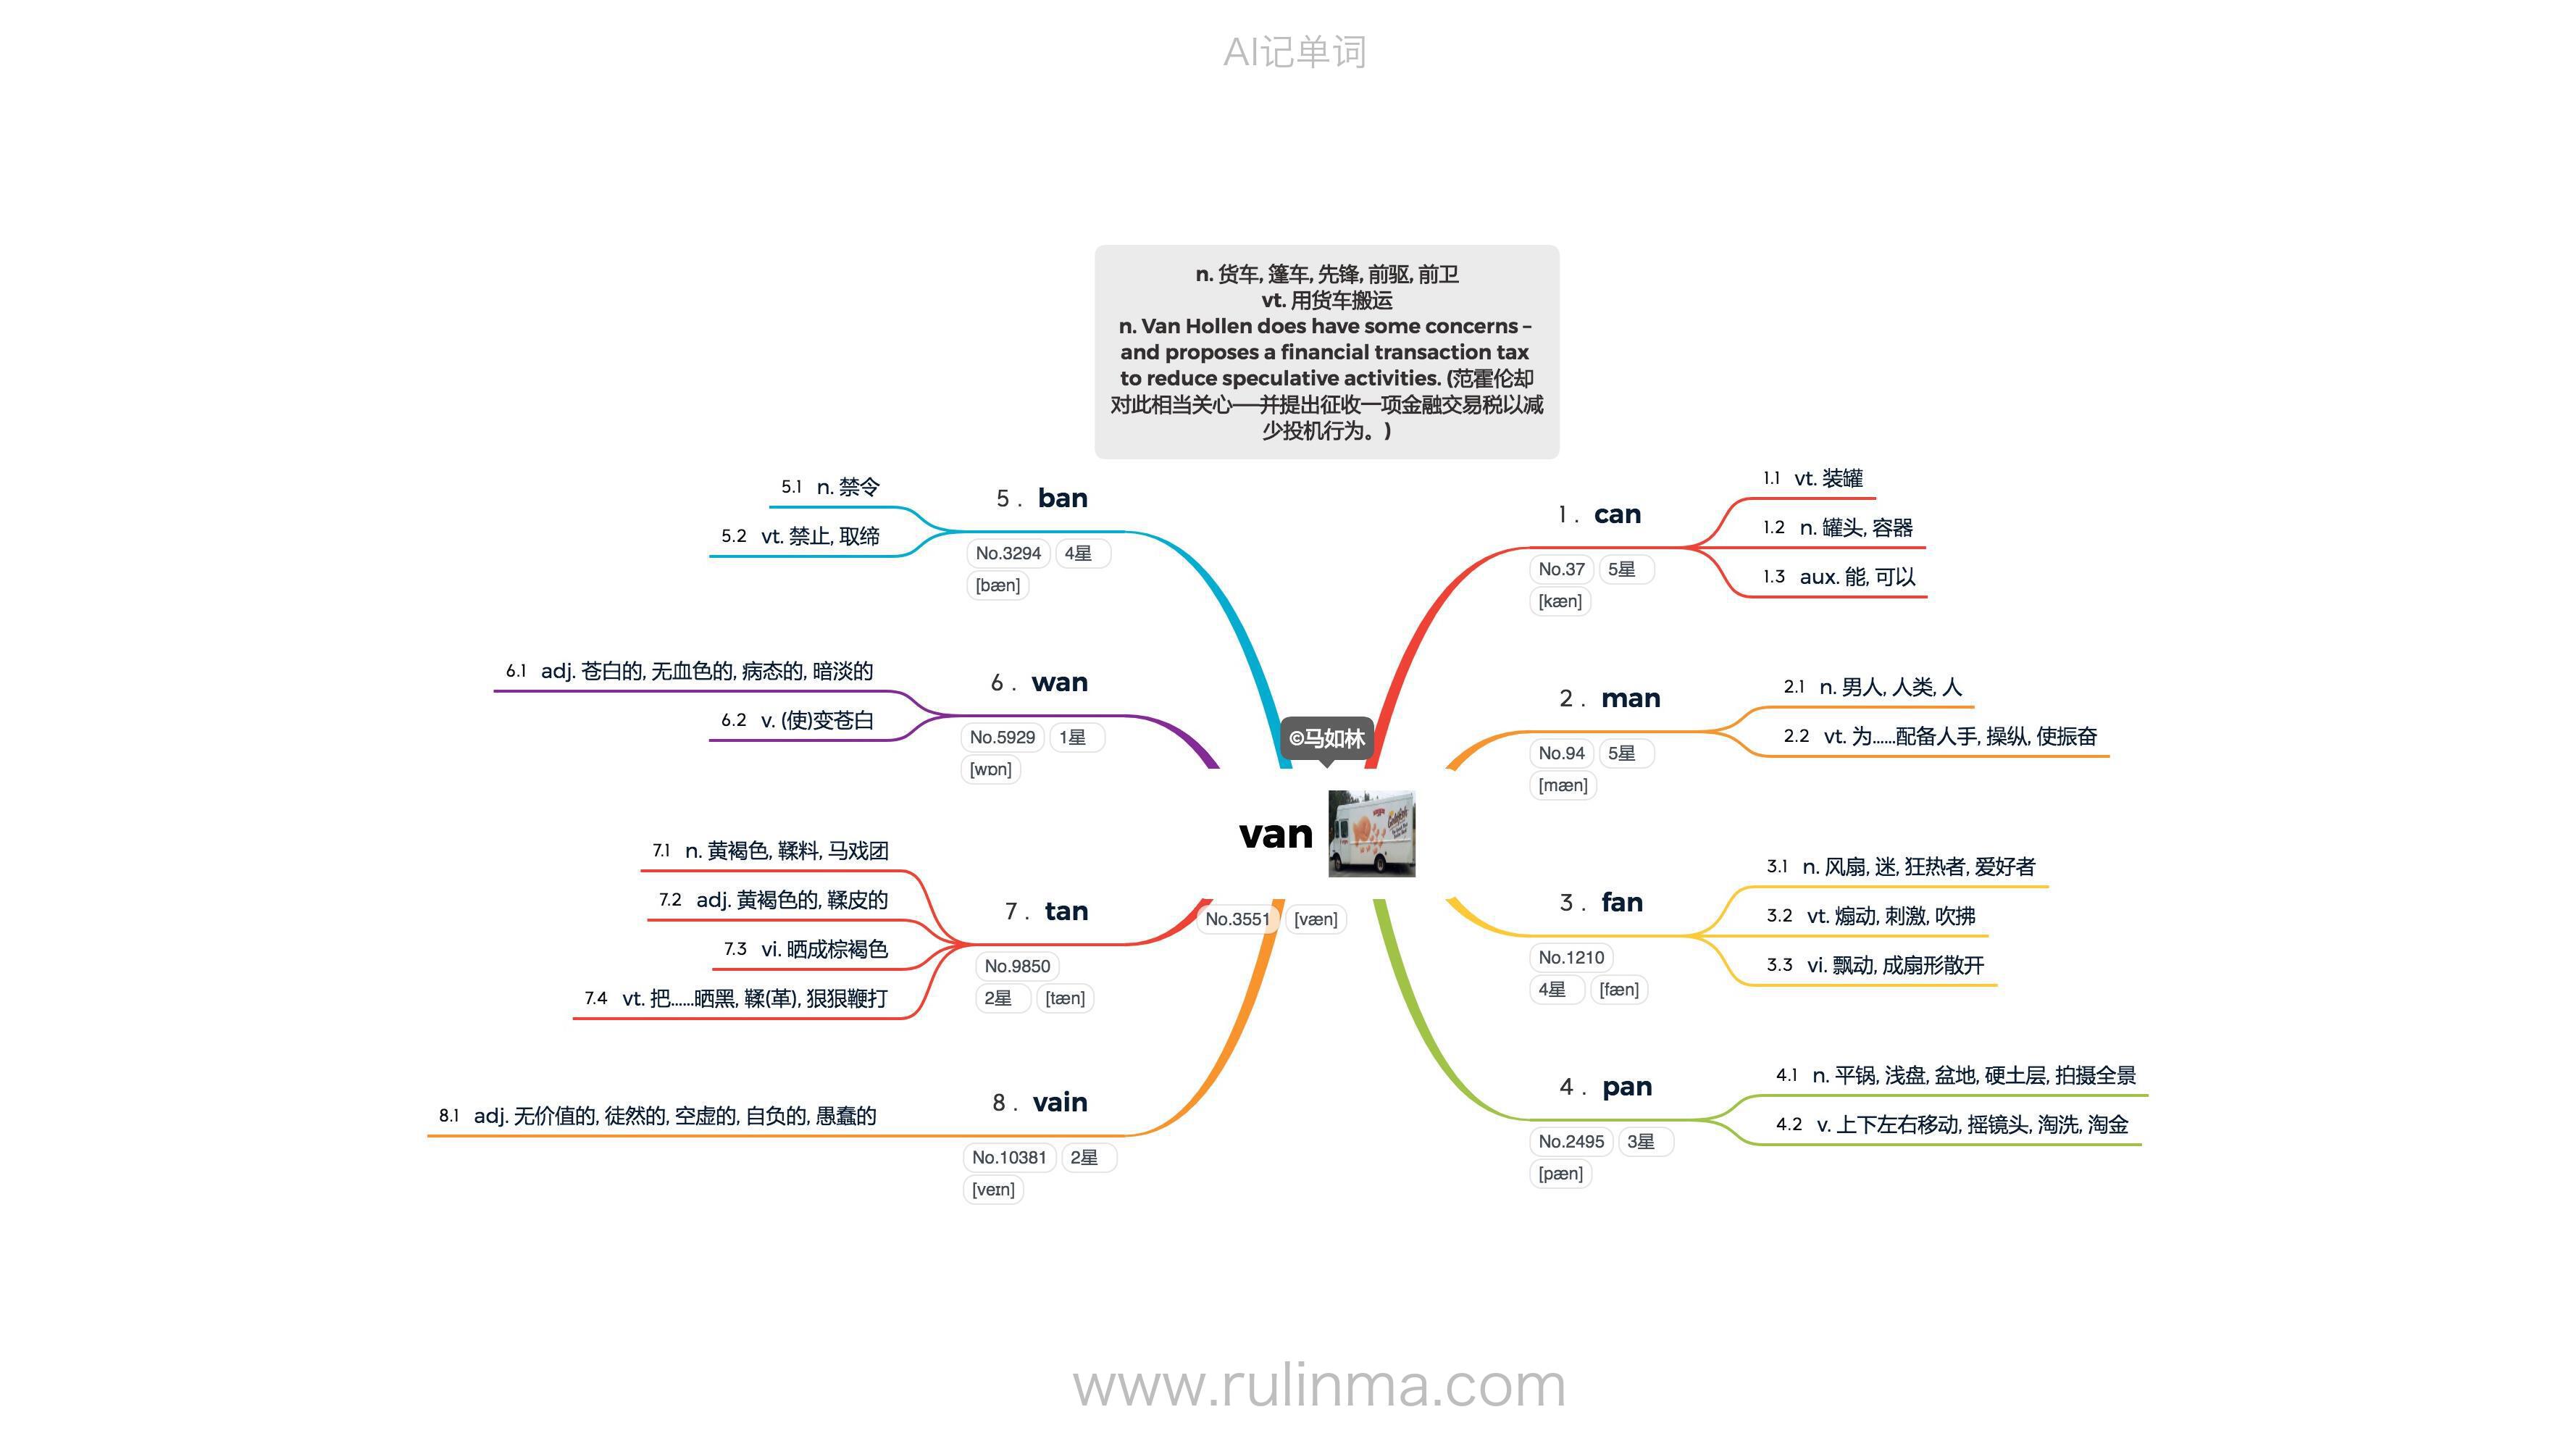 AI记单词
n. 货车, 篷车, 先锋, 前驱, 前卫
vt. 用货车搬运
n. Van Hollen does have some concerns –
and proposes a financial transaction tax
to reduce speculative activities. (范霍伦却
对此相当关心——并提出征收一项金融交易税以减
少投机行为。)
©马如林
van
No.3551 [væn]
1. can
No.37 5星
[kæn]
1.1 vt. 装罐
1.2 n. 罐头, 容器
1.3 aux. 能, 可以
2. man
No.94 5星
[mæn]
2.1 n. 男人, 人类, 人
2.2 vt. 为......配备人手, 操纵, 使振奋
3. fan
No.1210
4星 [fæn]
3.1 n. 风扇, 迷, 狂热者, 爱好者
3.2 vt. 煽动, 刺激, 吹拂
3.3 vi. 飘动, 成扇形散开
4. pan
No.2495 3星
[pæn]
4.1 n. 平锅, 浅盘, 盆地, 硬土层, 拍摄全景
4.2 v. 上下左右移动, 摇镜头, 淘洗, 淘金
5. ban
No.3294 4星
[bæn]
5.1 n. 禁令
5.2 vt. 禁止, 取缔
6. wan
No.5929 1星
[wɒn]
6.1 adj. 苍白的, 无血色的, 病态的, 暗淡的
6.2 v. (使)变苍白
7. tan
No.9850
2星 [tæn]
7.1 n. 黄褐色, 鞣料, 马戏团
7.2 adj. 黄褐色的, 鞣皮的
7.3 vi. 晒成棕褐色
7.4 vt. 把......晒黑, 鞣(革), 狠狠鞭打
8. vain
No.10381 2星
[veɪn]
8.1 adj. 无价值的, 徒然的, 空虚的, 自负的, 愚蠢的
www.rulinma.com